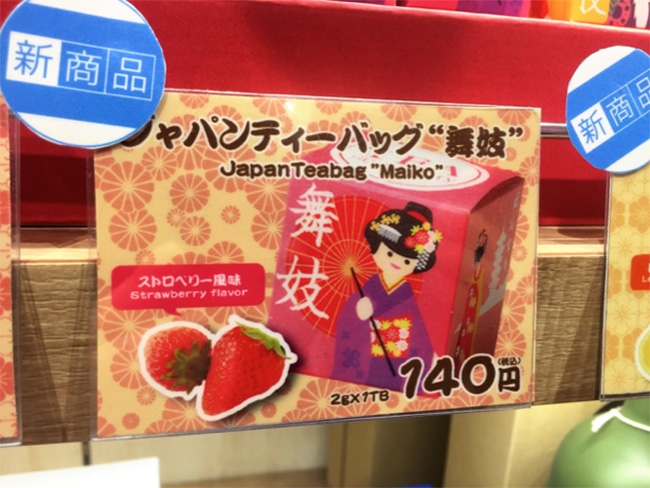 新商品
新商品
ジャパンティーバッグ“舞妓”
JapanTeabag "Maiko"
舞妓
ストロベリー風味
Strawberry flavor
140円
(税込)
2g×1TB